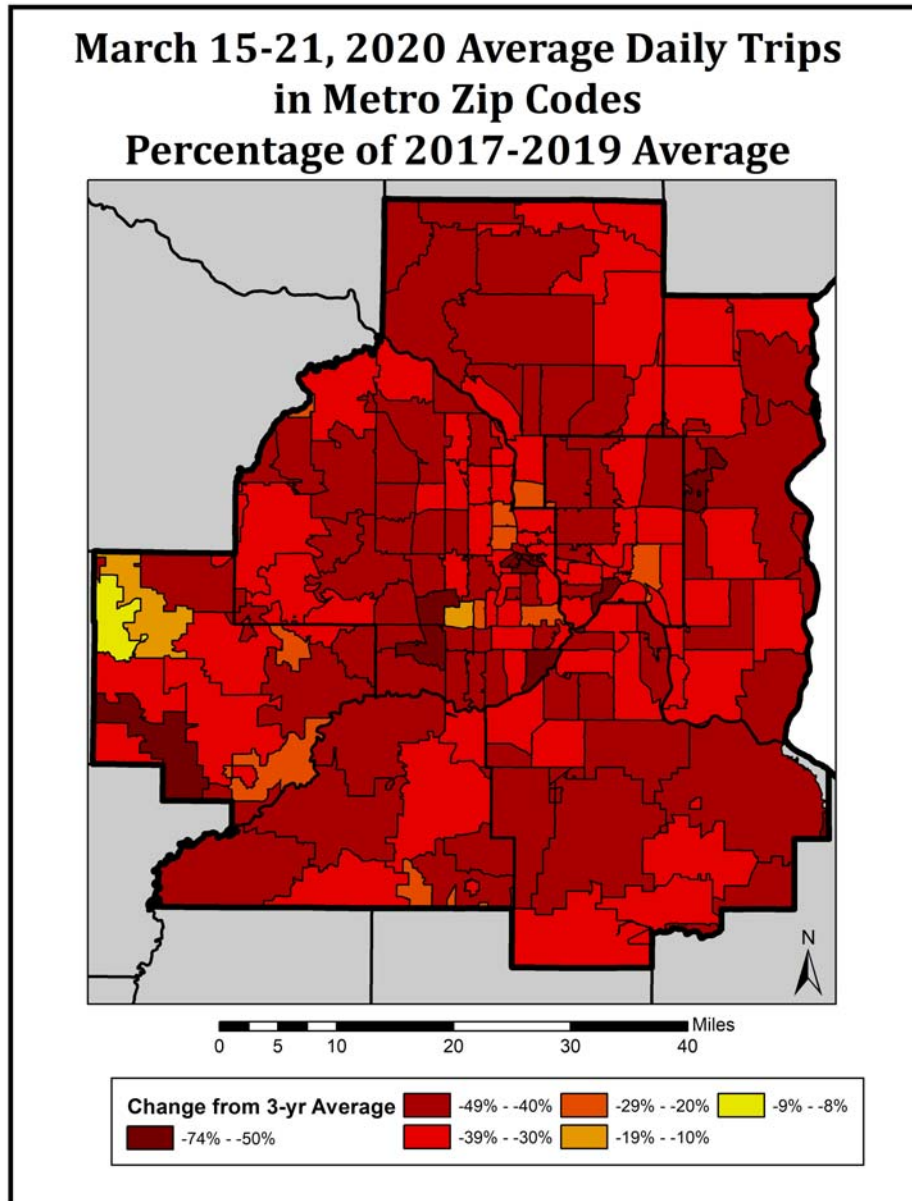 March 15-21, 2020 Average Daily Trips
in Metro Zip Codes
Percentage of 2017-2019 Average
N
Miles
0 5 10 20 30 40
Change from 3-yr Average
-74% - -50%
-49% - -40%
-39% - -30%
-29% - -20%
-19% - -10%
-9% - -8%